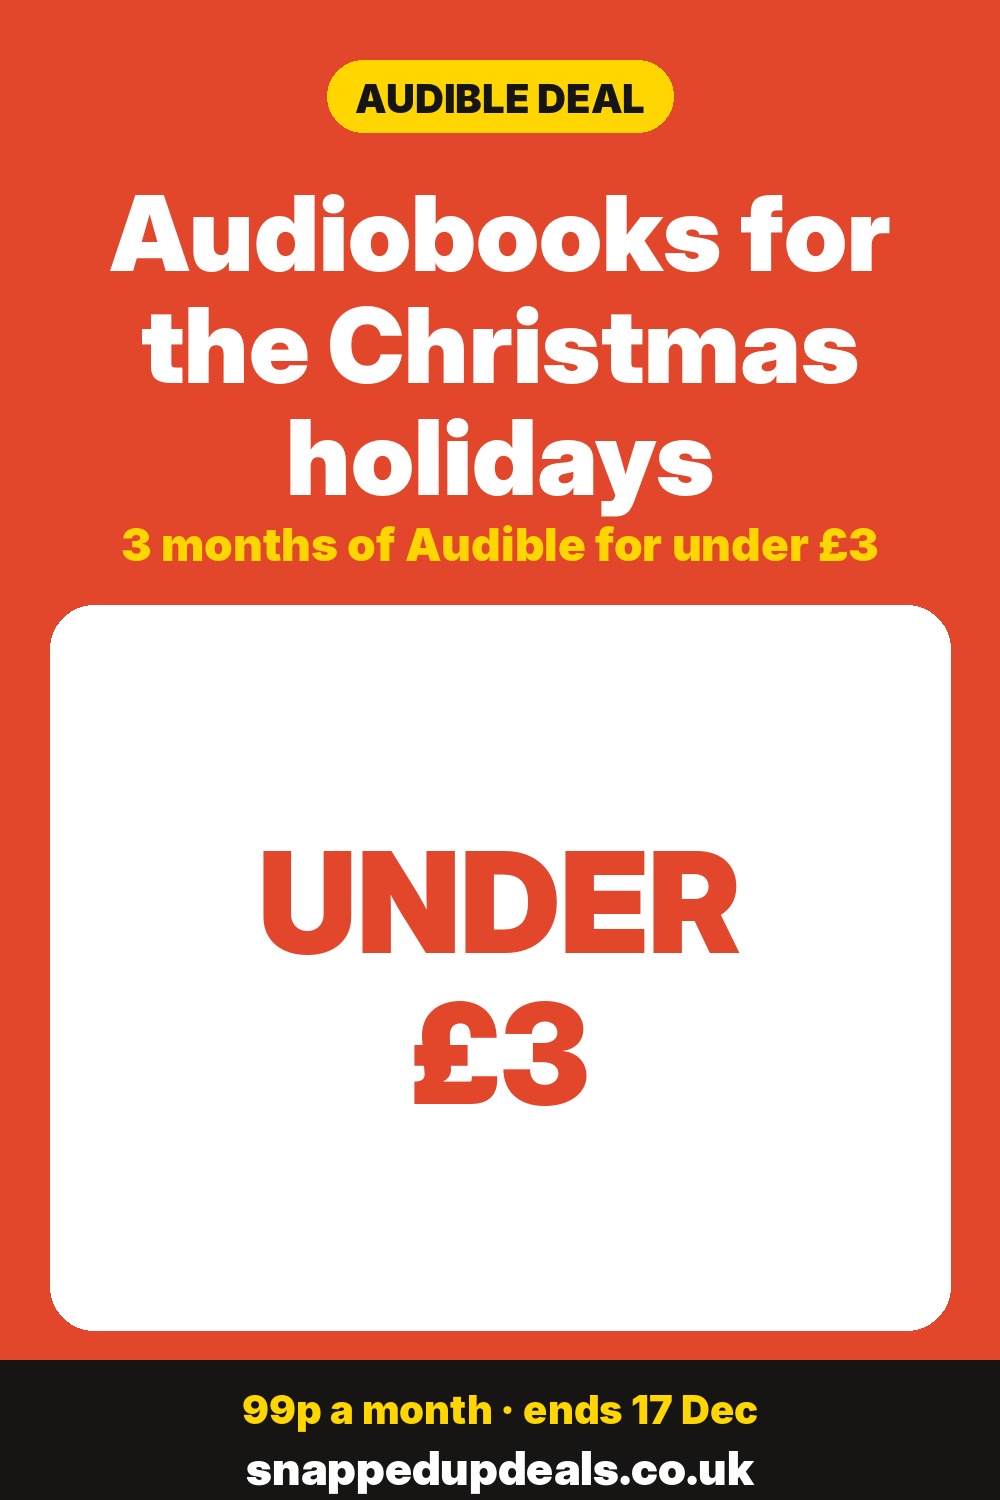 AUDIBLE DEAL
Audiobooks for
the Christmas
holidays
3 months of Audible for under £3
UNDER
£3
99p a month · ends 17 Dec
snappedupdeals.co.uk